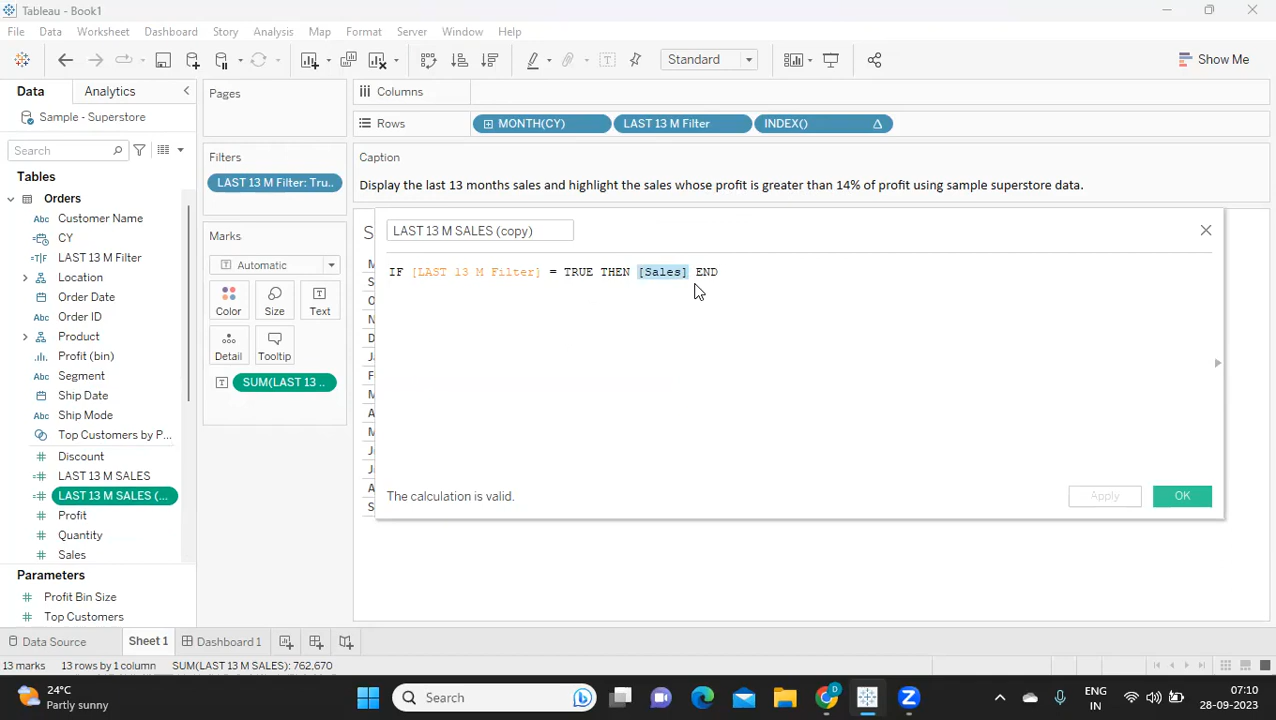 Tableau - Book1
File Data Worksheet Dashboard Story Analysis Map Format Server Window Help
Standard
Show Me
Data Analytics
Sample - Superstore
Search
Tables
Orders
Customer Name
CY
LAST 13 M Filter
Location
Order Date
Order ID
Product
Profit (bin)
Segment
Ship Date
Ship Mode
Top Customers by P...
Discount
LAST 13 M SALES
LAST 13 M SALES (...
Profit
Quantity
Sales
Parameters
Profit Bin Size
Top Customers
Pages
Filters
LAST 13 M Filter: Tru..
Marks
Automatic
Color Size Text
Detail Tooltip
SUM(LAST 13 ..
Columns
Rows MONTH(CY) LAST 13 M Filter INDEX()
Caption
Display the last 13 months sales and highlight the sales whose profit is greater than 14% of profit using sample superstore data.
LAST 13 M SALES (copy)
IF [LAST 13 M Filter] = TRUE THEN [Sales] END
The calculation is valid.
Apply OK
Data Source Sheet 1 Dashboard 1
13 marks 13 rows by 1 column SUM(LAST 13 M SALES): 762,670
24°C
Partly sunny
Search
ENG
IN
07:10
28-09-2023